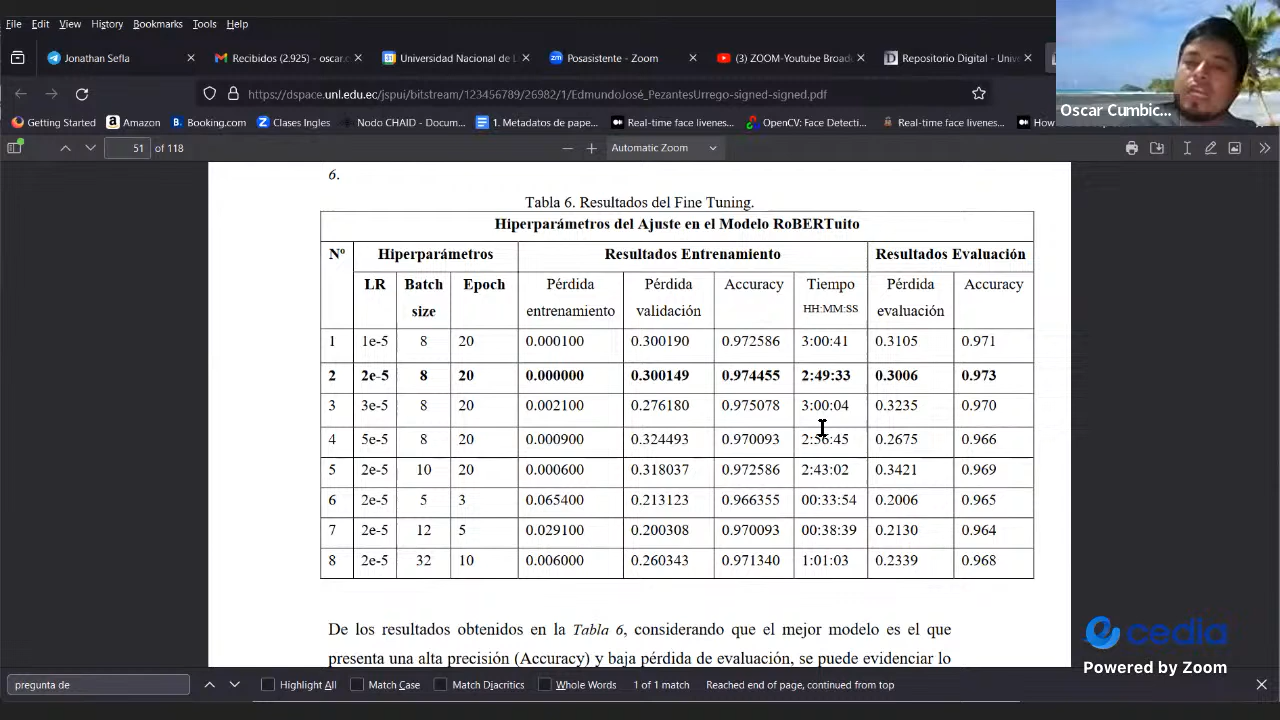 File Edit View History Bookmarks Tools Help
Jonathan Sefla
Recibidos (2.925) - oscar.c
Universidad Nacional de L
Posasistente - Zoom
(3) ZOOM-Youtube Broad
Repositorio Digital - Unive
https://dspace.unl.edu.ec/jspui/bitstream/123456789/26982/1/EdmundoJosé_PezantesUrrego-signed-signed.pdf
Oscar Cumbic...
Getting Started Amazon Booking.com Clases Ingles NoCo CHAID - Documen... 1. Metadatos de pape... Real-time face livenes... OpenCV: Face Detecti... Real-time face livenes... How
51 of 118 Automatic Zoom
6.
Tabla 6. Resultados del Fine Tuning.
Hiperparámetros del Ajuste en el Modelo RoBERTuito
Nº Hiperparámetros Resultados Entrenamiento Resultados Evaluación
LR Batch size Epoch Pérdida entrenamiento Pérdida validación Accuracy Tiempo HH:MM:SS Pérdida evaluación Accuracy
1 1e-5 8 20 0.000100 0.300190 0.972586 3:00:41 0.3105 0.971
2 2e-5 8 20 0.000000 0.300149 0.974455 2:49:33 0.3006 0.973
3 3e-5 8 20 0.002100 0.276180 0.975078 3:00:04 0.3235 0.970
4 5e-5 8 20 0.000900 0.324493 0.970093 2:56:45 0.2675 0.966
5 2e-5 10 20 0.000600 0.318037 0.972586 2:43:02 0.3421 0.969
6 2e-5 5 3 0.065400 0.213123 0.966355 00:33:54 0.2006 0.965
7 2e-5 12 5 0.029100 0.200308 0.970093 00:38:39 0.2130 0.964
8 2e-5 32 10 0.006000 0.260343 0.971340 1:01:03 0.2339 0.968
De los resultados obtenidos en la Tabla 6, considerando que el mejor modelo es el que
presenta una alta precisión (Accuracy) y baja pérdida de evaluación, se puede evidenciar lo
cedia
Powered by Zoom
pregunta de Highlight All Match Case Match Diacritics Whole Words 1 of 1 match Reached end of page, continued from top